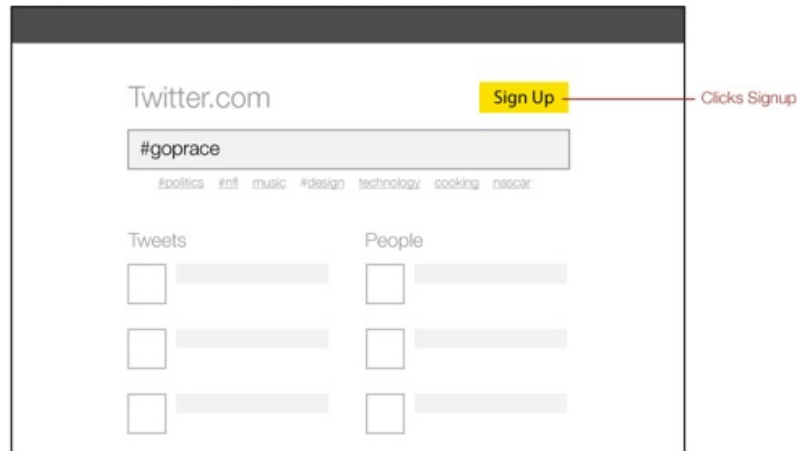 Twitter.com
Sign Up
Clicks Signup
#goprace
#politics #nfl music #design technology cooking nascar
Tweets
People